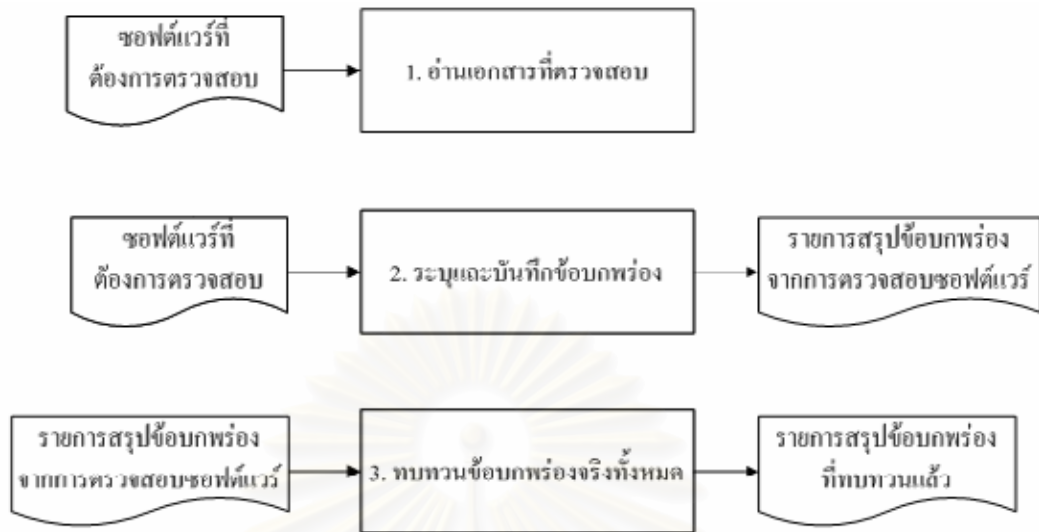 ซอฟต์แวร์ที่
ต้องการตรวจสอบ
1. อ่านเอกสารที่ตรวจสอบ
ซอฟต์แวร์ที่
ต้องการตรวจสอบ
2. ระบุและบันทึกข้อบกพร่อง
รายการสรุปข้อบกพร่อง
จากการตรวจสอบซอฟต์แวร์
รายการสรุปข้อบกพร่อง
จากการตรวจสอบซอฟต์แวร์
3. ทบทวนข้อบกพร่องจริงทั้งหมด
รายการสรุปข้อบกพร่อง
ที่ทบทวนแล้ว